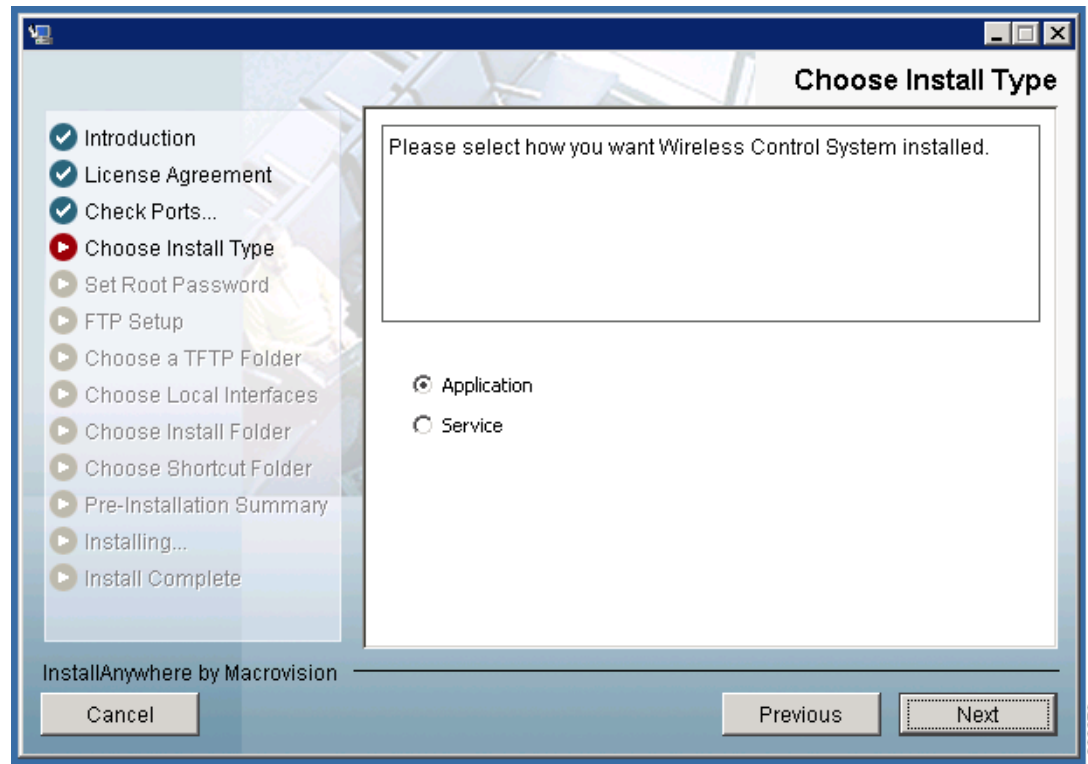 Choose Install Type
Introduction
License Agreement
Check Ports...
Choose Install Type
Set Root Password
FTP Setup
Choose a TFTP Folder
Choose Local Interfaces
Choose Install Folder
Choose Shortcut Folder
Pre-Installation Summary
Installing...
Install Complete
Please select how you want Wireless Control System installed.
Application
Service
InstallAnywhere by Macrovision
Cancel
Previous
Next